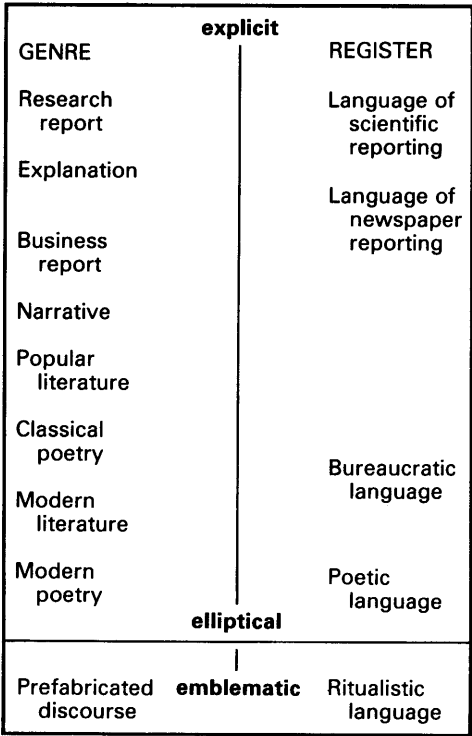 explicit
GENRE
REGISTER
Research
report
Language of
scientific
reporting
Explanation
Language of
newspaper
reporting
Business
report
Narrative
Popular
literature
Classical
poetry
Bureaucratic
language
Modern
literature
Modern
poetry
Poetic
language
elliptical
Prefabricated
discourse
emblematic
Ritualistic
language